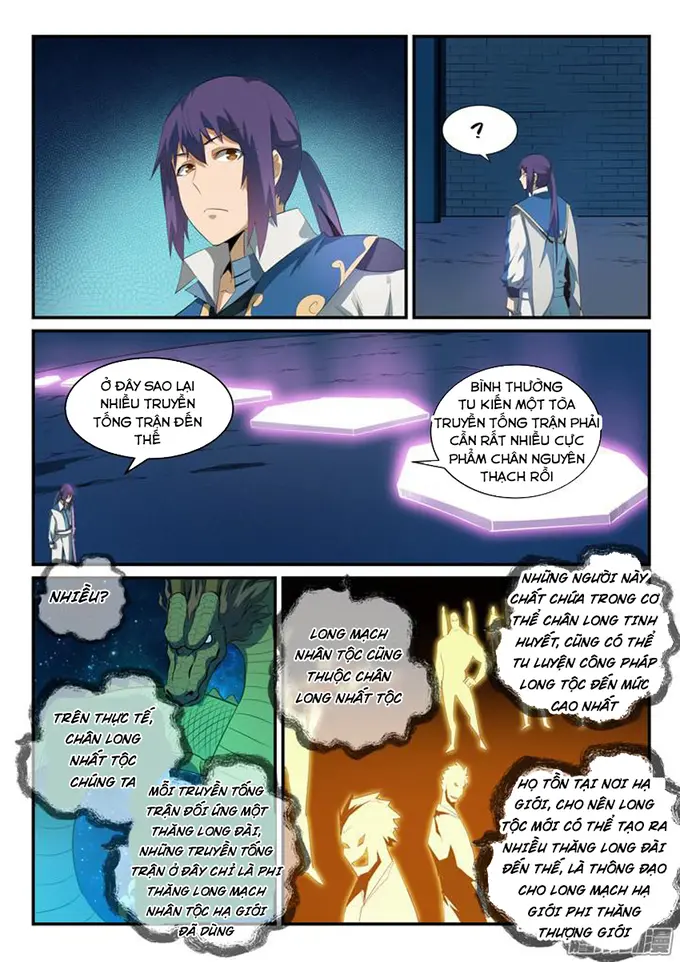 ?
Ở ĐÂY SAO LẠI
NHIỀU TRUYỀN
TỐNG TRẬN ĐẾN
THẾ
BÌNH THƯỜNG
TU KIẾN MỘT TÒA
TRUYỀN TỐNG TRẬN PHẢI
CẦN RẤT NHIỀU CỰC
PHẨM CHÂN NGUYÊN
THẠCH RỒI
NHIỀU?
TRÊN THỰC TẾ,
CHÂN LONG
NHẤT TỘC
CHÚNG TA
MỖI TRUYỀN TỐNG
TRẬN ĐỐI ỨNG MỘT
THĂNG LONG ĐÀI,
NHỮNG TRUYỀN TỐNG
TRẬN Ở ĐÂY CHỈ LÀ PHI
THĂNG LONG MẠCH
NHÂN TỘC HẠ GIỚI
ĐÃ DÙNG
LONG MẠCH
NHÂN TỘC CŨNG
THUỘC CHÂN
LONG NHẤT TỘC
NHỮNG NGƯỜI NÀY
CHẤT CHỨA TRONG CƠ
THỂ CHÂN LONG TINH
HUYẾT, CŨNG CÓ THỂ
TU LUYỆN CÔNG PHÁP
LONG TỘC ĐẾN MỨC
CAO NHẤT
HỌ TỒN TẠI NƠI HẠ
GIỚI, CHO NÊN LONG
TỘC MỚI CÓ THỂ TẠO RA
NHIỀU THĂNG LONG ĐÀI
ĐẾN THẾ, LÀ THÔNG ĐẠO
CHO LONG MẠCH HẠ
GIỚI PHI THĂNG
THƯỢNG GIỚI